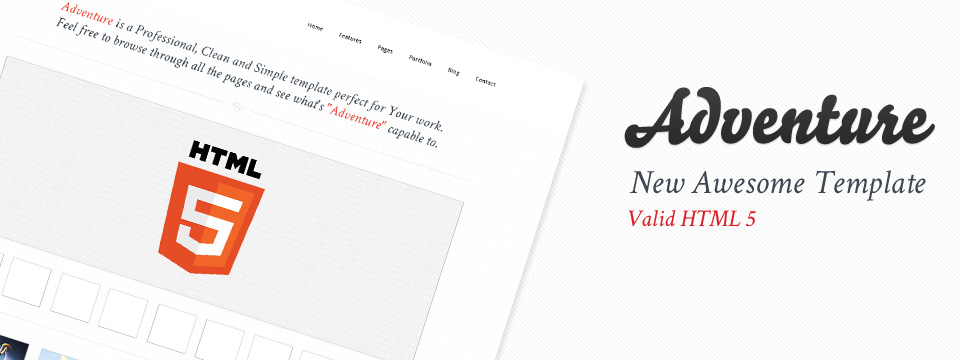 Home Features Pages Portfolio Blog Contact
Adventure is a Professional, Clean and Simple template perfect for Your work.
Feel free to browse through all the pages and see what's "Adventure" capable to.
HTML
5
Adventure
New Awesome Template
Valid HTML 5